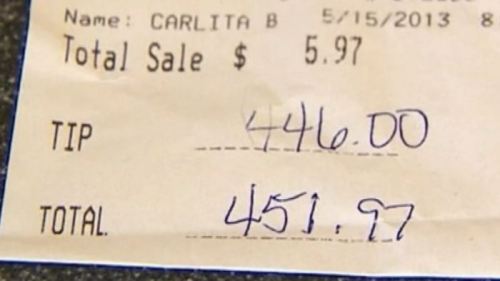 Name: CARLITA B 5/15/2013 8
Total Sale $ 5.97
TIP 446.00
TOTAL 451.97